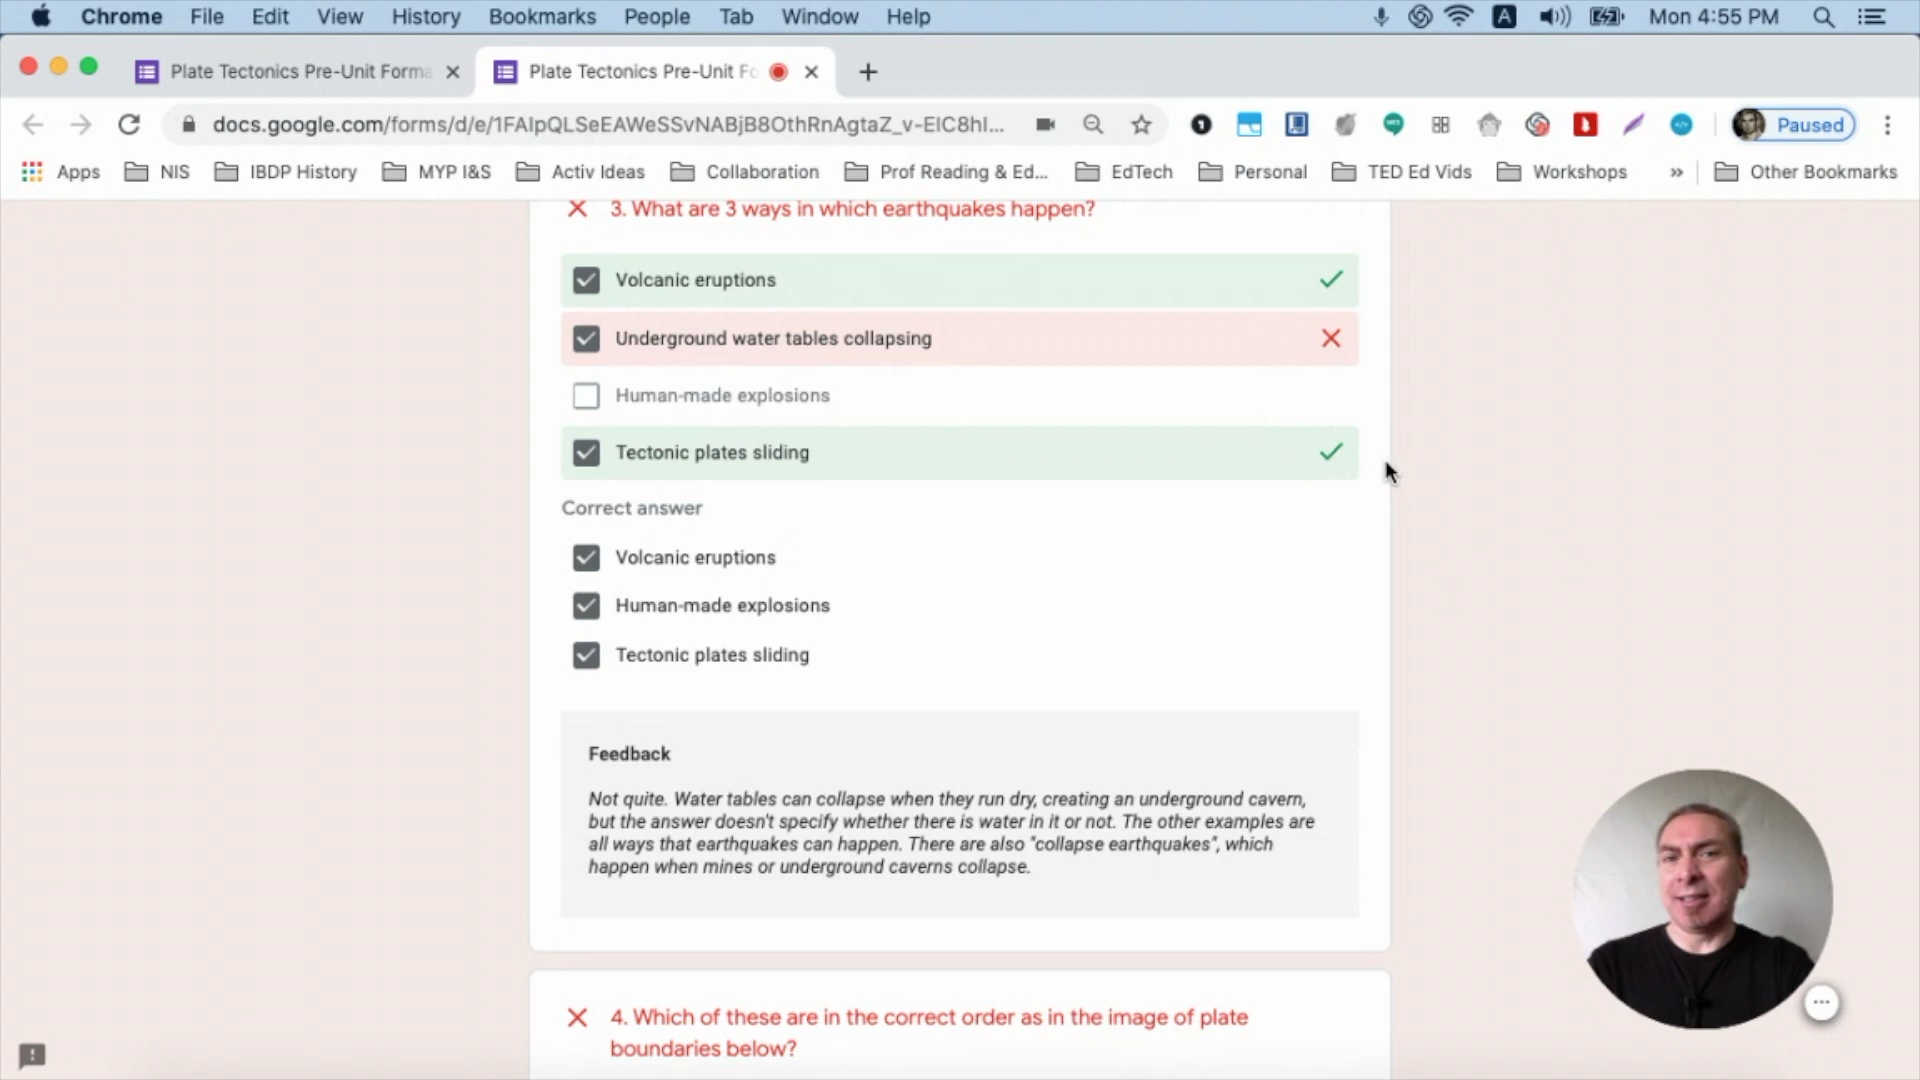 Chrome File Edit View History Bookmarks People Tab Window Help A Mon 4:55 PM
Plate Tectonics Pre-Unit Forma Plate Tectonics Pre-Unit Fo
docs.google.com/forms/d/e/1FAIpQLSeEAWeSSvNABjB8OthRnAgtaZ_v-EIC8hI... Paused
Apps NIS IBDP History MYP I&S Activ Ideas Collaboration Prof Reading & Ed... EdTech Personal TED Ed Vids Workshops » Other Bookmarks
3. What are 3 ways in which earthquakes happen?
Volcanic eruptions
Underground water tables collapsing
Human-made explosions
Tectonic plates sliding
Correct answer
Volcanic eruptions
Human-made explosions
Tectonic plates sliding
Feedback
Not quite. Water tables can collapse when they run dry, creating an underground cavern,
but the answer doesn't specify whether there is water in it or not. The other examples are
all ways that earthquakes can happen. There are also "collapse earthquakes", which
happen when mines or underground caverns collapse.
4. Which of these are in the correct order as in the image of plate
boundaries below?